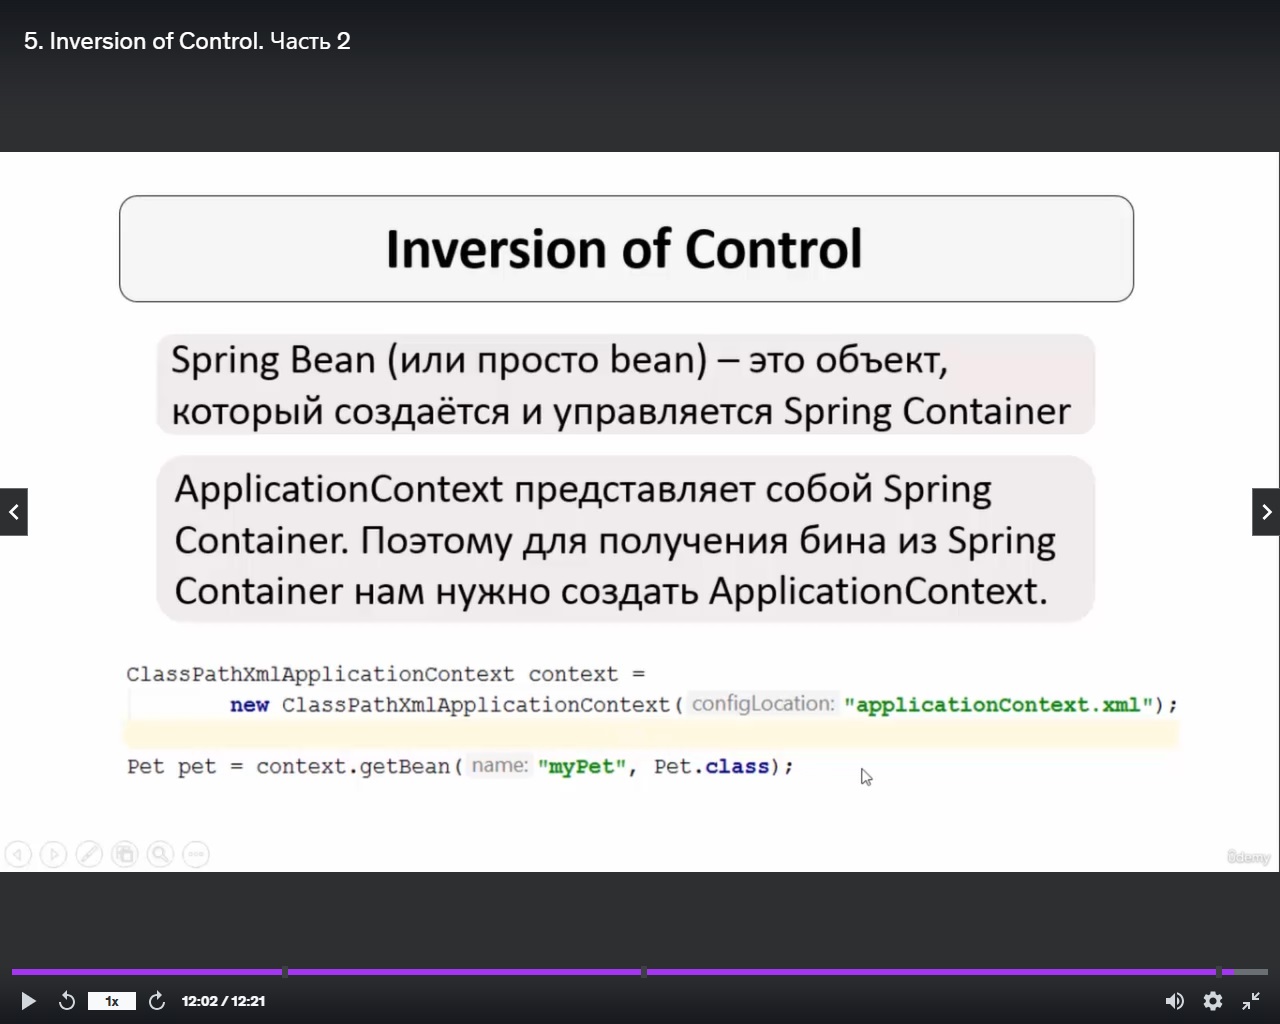 5. Inversion of Control. Часть 2
Inversion of Control
Spring Bean (или просто bean) – это объект,
который создаётся и управляется Spring Container
ApplicationContext представляет собой Spring
Container. Поэтому для получения бина из Spring
Container нам нужно создать ApplicationContext.
ClassPathXmlApplicationContext context =
new ClassPathXmlApplicationContext( configLocation: "applicationContext.xml");
Pet pet = context.getBean( name: "myPet", Pet.class);
ûdemy
1x
12:02 / 12:21